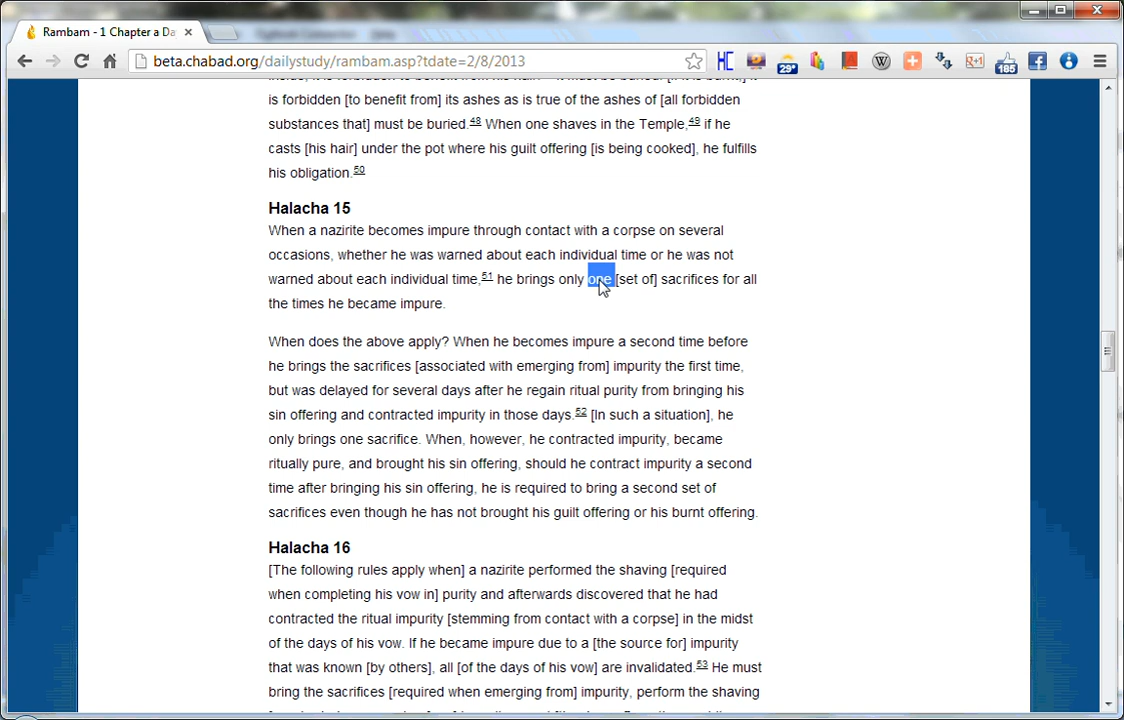 Rambam - 1 Chapter a Da
beta.chabad.org/dailystudy/rambam.asp?tdate=2/8/2013
HC 29° W g+1 185
is forbidden [to benefit from] its ashes as is true of the ashes of [all forbidden
substances that] must be buried.48 When one shaves in the Temple,49 if he
casts [his hair] under the pot where his guilt offering [is being cooked], he fulfills
his obligation.50
Halacha 15
When a nazirite becomes impure through contact with a corpse on several
occasions, whether he was warned about each individual time or he was not
warned about each individual time,51 he brings only one [set of] sacrifices for all
the times he became impure.
When does the above apply? When he becomes impure a second time before
he brings the sacrifices [associated with emerging from] impurity the first time,
but was delayed for several days after he regain ritual purity from bringing his
sin offering and contracted impurity in those days.52 [In such a situation], he
only brings one sacrifice. When, however, he contracted impurity, became
ritually pure, and brought his sin offering, should he contract impurity a second
time after bringing his sin offering, he is required to bring a second set of
sacrifices even though he has not brought his guilt offering or his burnt offering.
Halacha 16
[The following rules apply when] a nazirite performed the shaving [required
when completing his vow in] purity and afterwards discovered that he had
contracted the ritual impurity [stemming from contact with a corpse] in the midst
of the days of his vow. If he became impure due to a [the source for] impurity
that was known [by others], all [of the days of his vow] are invalidated.53 He must
bring the sacrifices [required when emerging from] impurity, perform the shaving